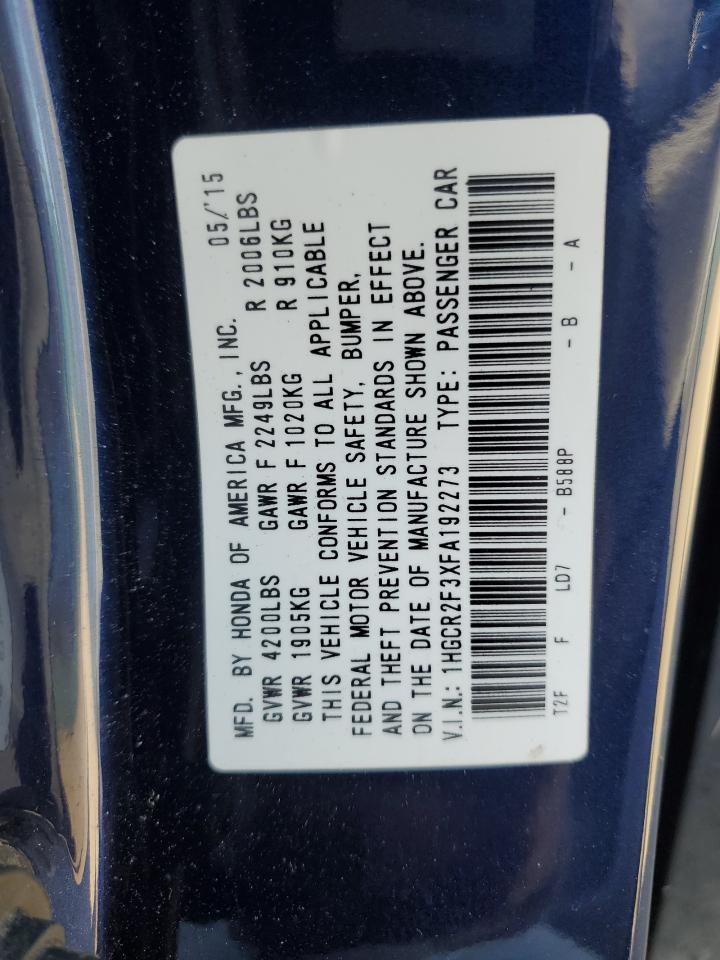 MFD. BY HONDA OF AMERICA MFG., INC. 05/'15
GVWR 4200LBS GAWR F 2249LBS R 2006LBS
GVWR 1905KG GAWR F 1020KG R 910KG
THIS VEHICLE CONFORMS TO ALL APPLICABLE
FEDERAL MOTOR VEHICLE SAFETY, BUMPER,
AND THEFT PREVENTION STANDARDS IN EFFECT
ON THE DATE OF MANUFACTURE SHOWN ABOVE.
V.I.N.: 1HGCR2F3XFA192273 TYPE: PASSENGER CAR
T2F F LD7 - B588P - B - A